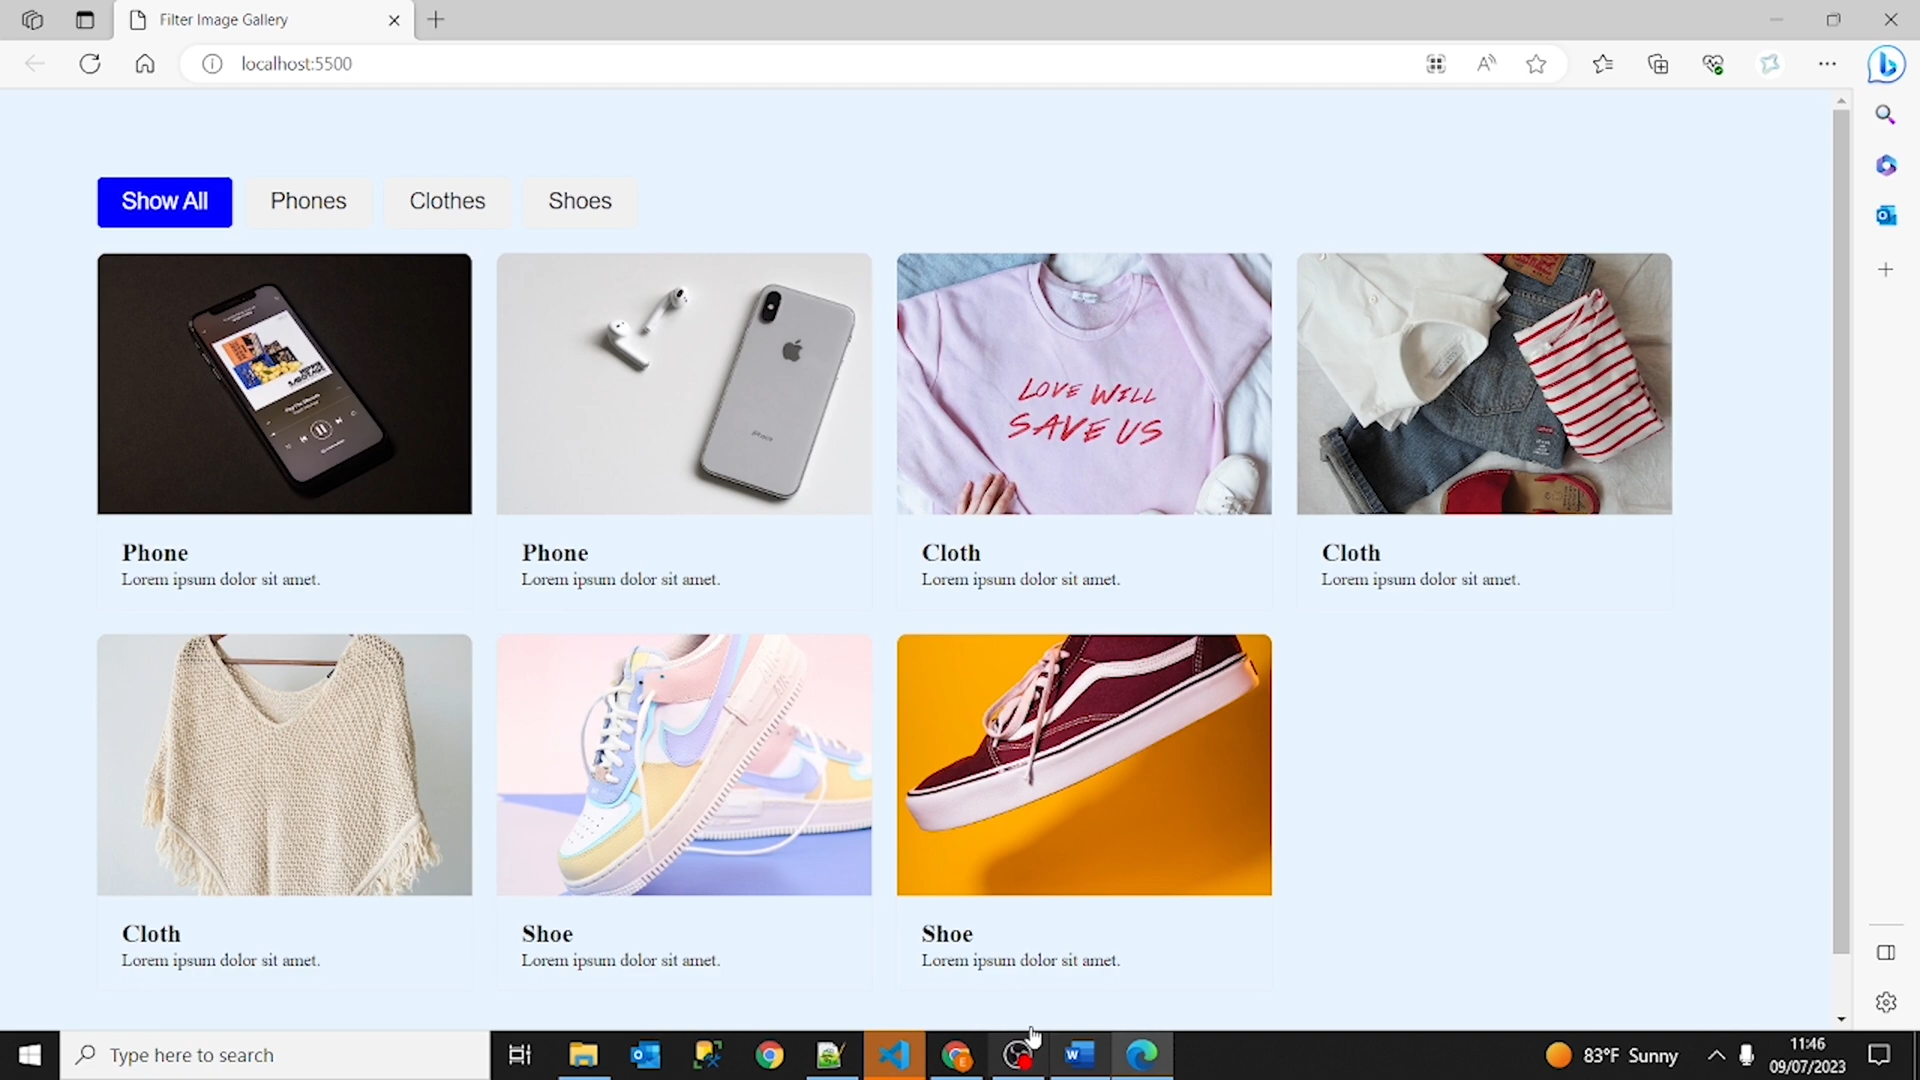 Filter Image Gallery
localhost:5500
Show All
Phones
Clothes
Shoes
LOVE WILL
SAVE US
Phone
Lorem ipsum dolor sit amet.
Phone
Lorem ipsum dolor sit amet.
Cloth
Lorem ipsum dolor sit amet.
Cloth
Lorem ipsum dolor sit amet.
Cloth
Lorem ipsum dolor sit amet.
Shoe
Lorem ipsum dolor sit amet.
Shoe
Lorem ipsum dolor sit amet.
Type here to search
83°F Sunny
11:46
09/07/2023